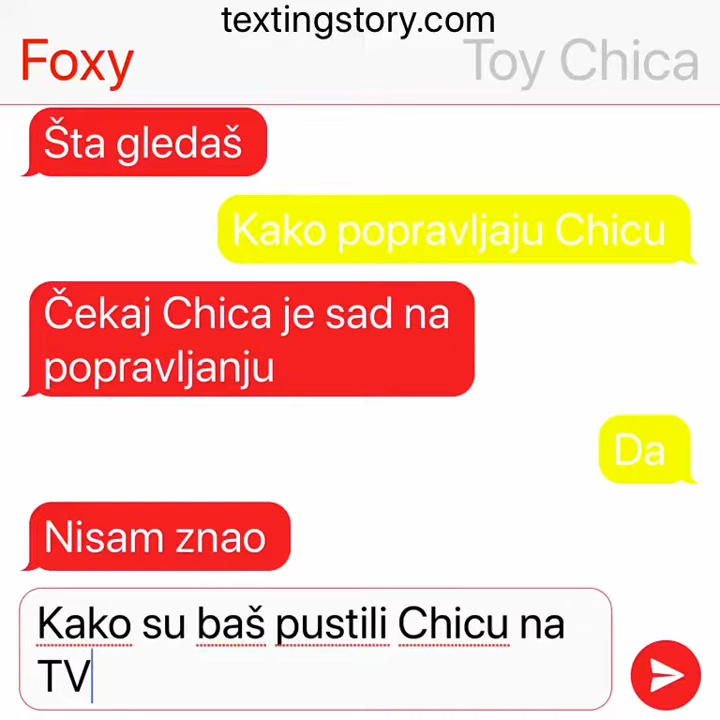 textingstory.com
Foxy
Toy Chica
Šta gledaš
Kako popravljaju Chicu
Čekaj Chica je sad na
popravljanju
Da
Nisam znao
Kako su baš pustili Chicu na
TV